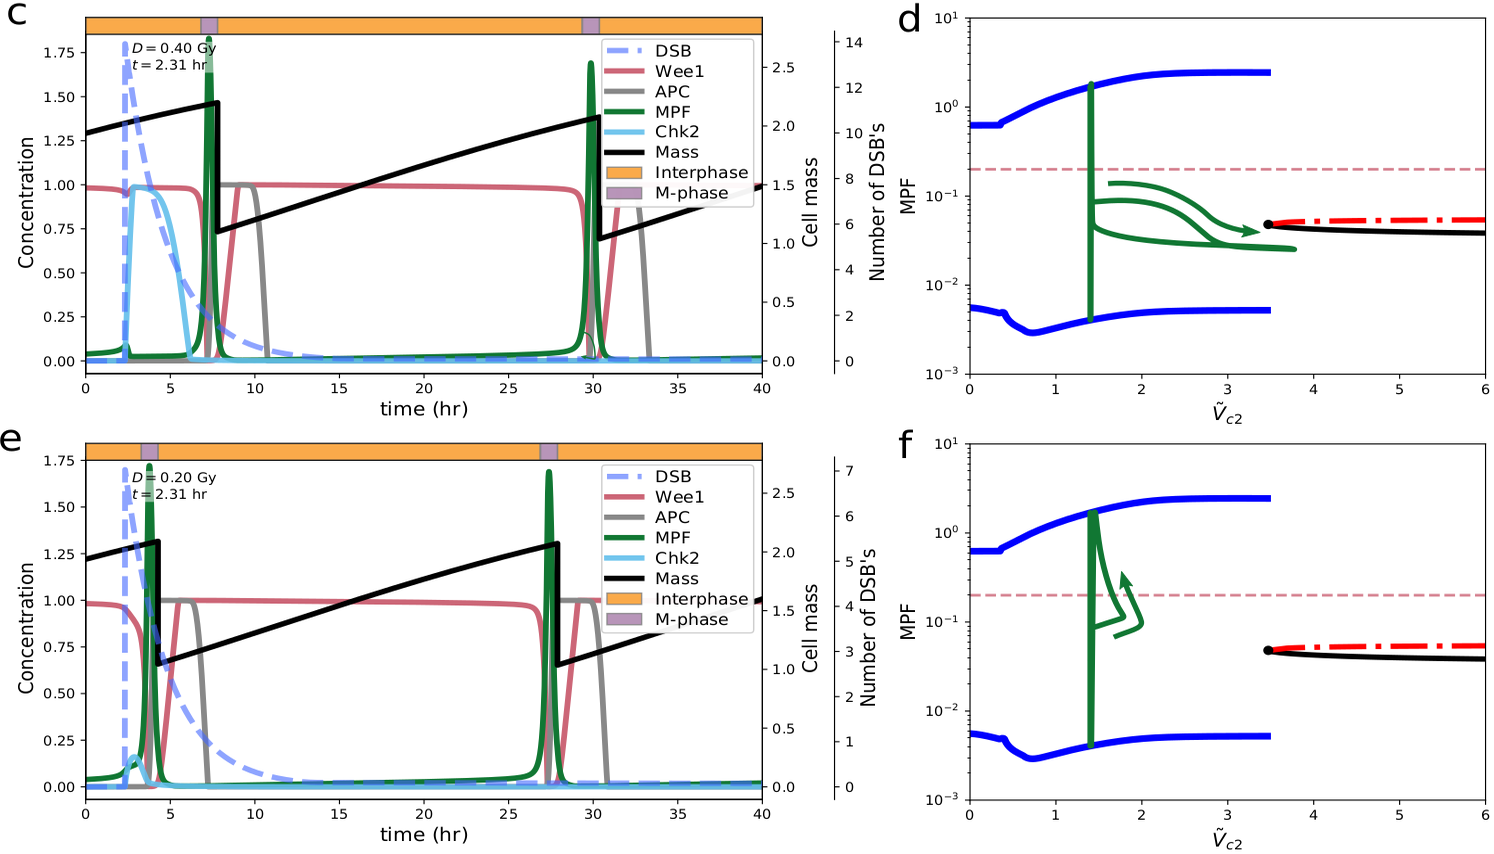 c
D = 0.40 Gy
t = 2.31 hr
DSB
Wee1
APC
MPF
Chk2
Mass
Interphase
M-phase
Concentration
1.75
1.50
1.25
1.00
0.75
0.50
0.25
0.00
0 5 10 15 20 25 30 35 40
time (hr)
Cell mass
2.5
2.0
1.5
1.0
0.5
0.0
Number of DSB's
14
12
10
8
6
4
2
0
d
MPF
10¹
10⁰
10⁻¹
10⁻²
10⁻³
0 1 2 3 4 5 6
Ṽc2
e
D = 0.20 Gy
t = 2.31 hr
DSB
Wee1
APC
MPF
Chk2
Mass
Interphase
M-phase
Concentration
1.75
1.50
1.25
1.00
0.75
0.50
0.25
0.00
0 5 10 15 20 25 30 35 40
time (hr)
Cell mass
2.5
2.0
1.5
1.0
0.5
0.0
Number of DSB's
7
6
5
4
3
2
1
0
f
MPF
10¹
10⁰
10⁻¹
10⁻²
10⁻³
0 1 2 3 4 5 6
Ṽc2